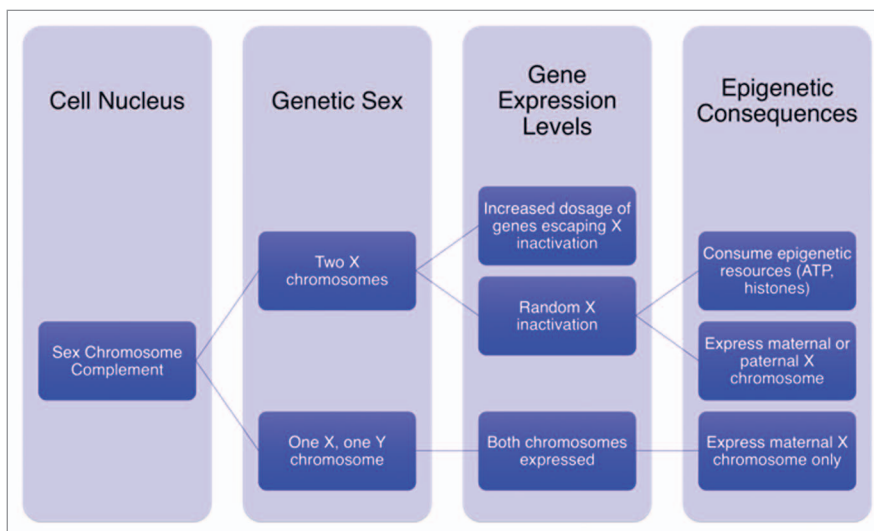 Cell Nucleus
Genetic Sex
Gene
Expression
Levels
Epigenetic
Consequences
Sex Chromosome
Complement
Two X
chromosomes
One X, one Y
chromosome
Increased dosage of
genes escaping X
inactivation
Random X
inactivation
Both chromosomes
expressed
Consume epigenetic
resources (ATP,
histones)
Express maternal or
paternal X
chromosome
Express maternal X
chromosome only